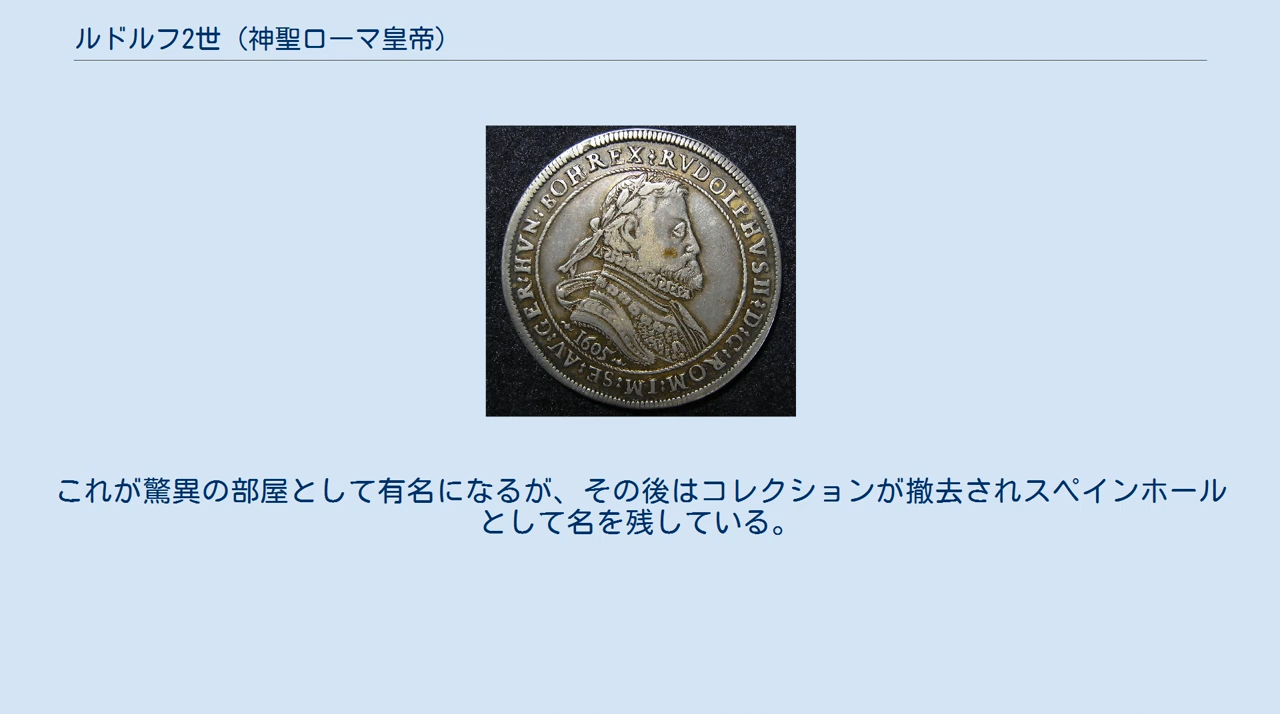 ルドルフ2世（神聖ローマ皇帝）
RVDOLPHVS II : D : G : ROM : IM : SE : AV : GER : HVN : BOH REX :
1605
これが驚異の部屋として有名になるが、その後はコレクションが撤去されスペインホール
として名を残している。